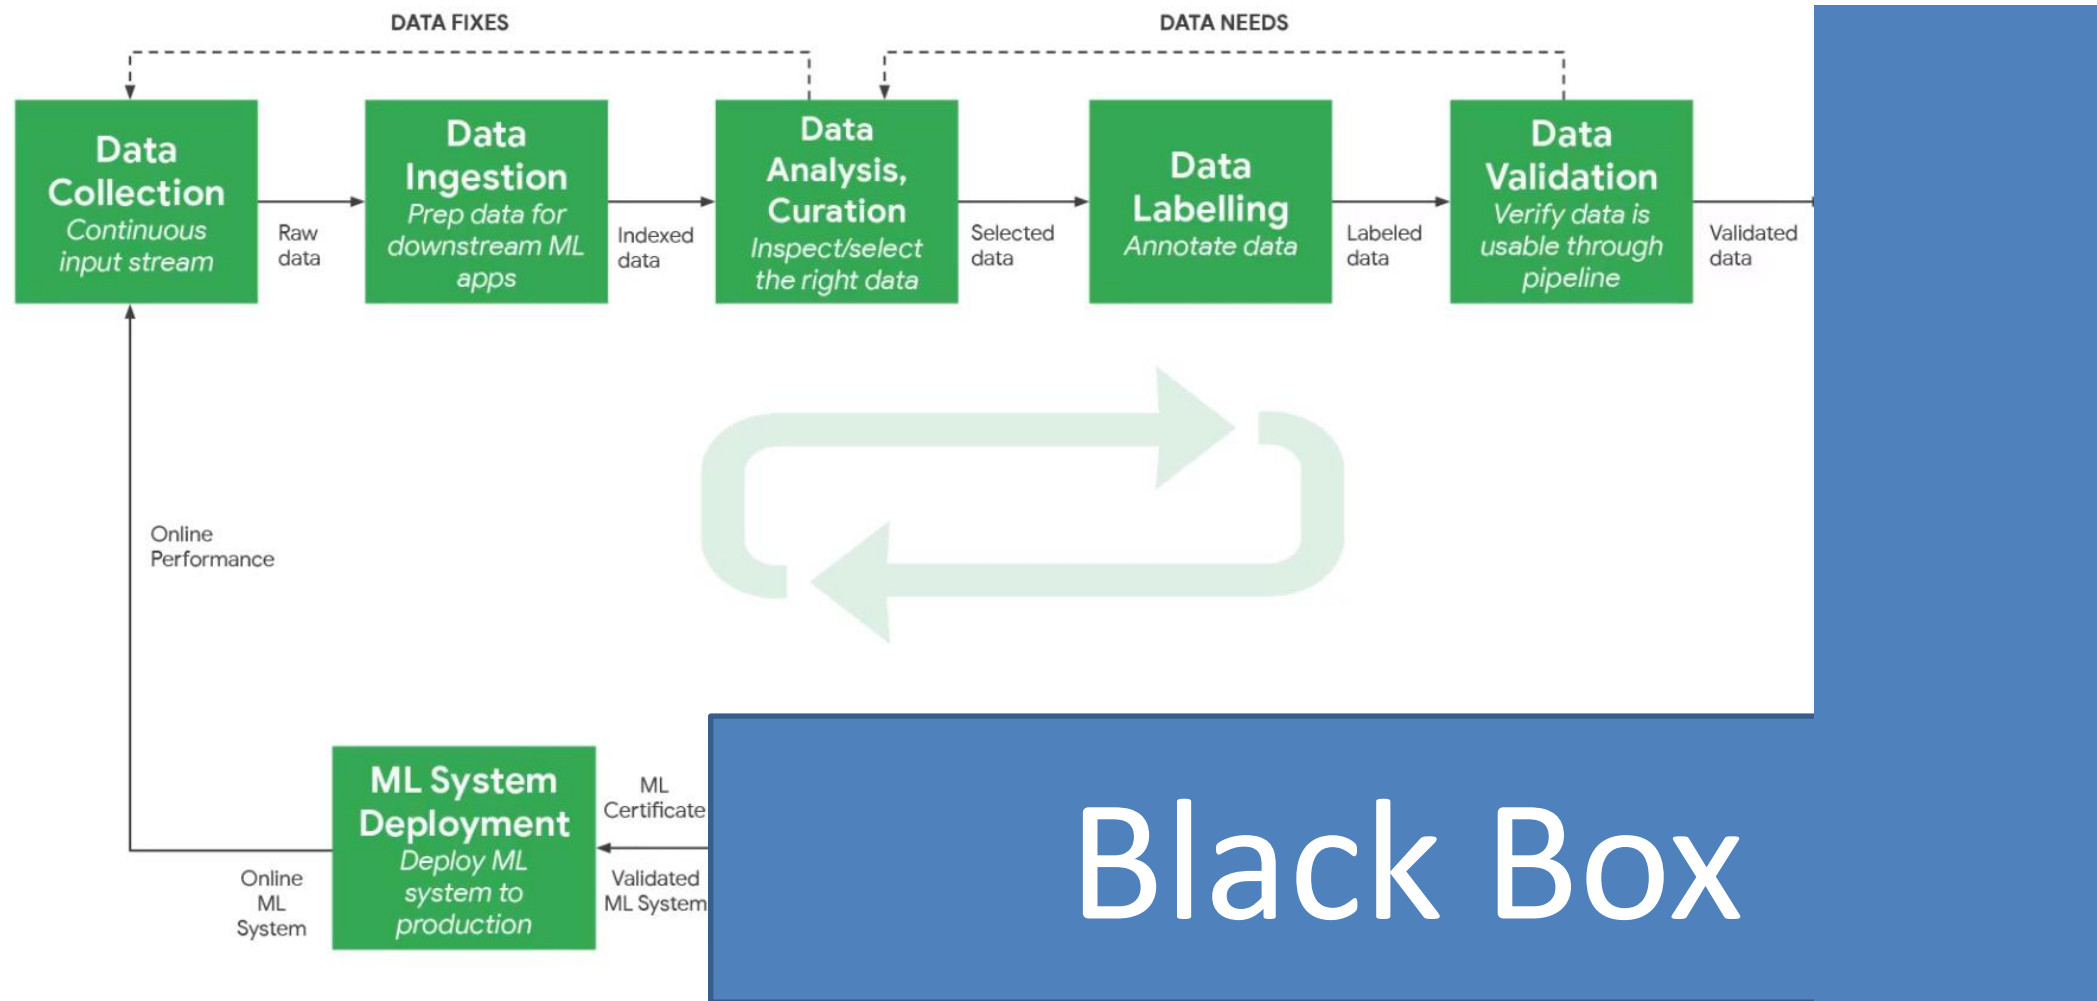 DATA FIXES
DATA NEEDS
Data
Collection
Continuous
input stream
Raw
data
Data
Ingestion
Prep data for
downstream ML
apps
Indexed
data
Data
Analysis,
Curation
Inspect/select
the right data
Selected
data
Data
Labelling
Annotate data
Labeled
data
Data
Validation
Verify data is
usable through
pipeline
Validated
data
Online
Performance
Online
ML
System
ML System
Deployment
Deploy ML
system to
production
ML
Certificate
Validated
ML System
Black Box